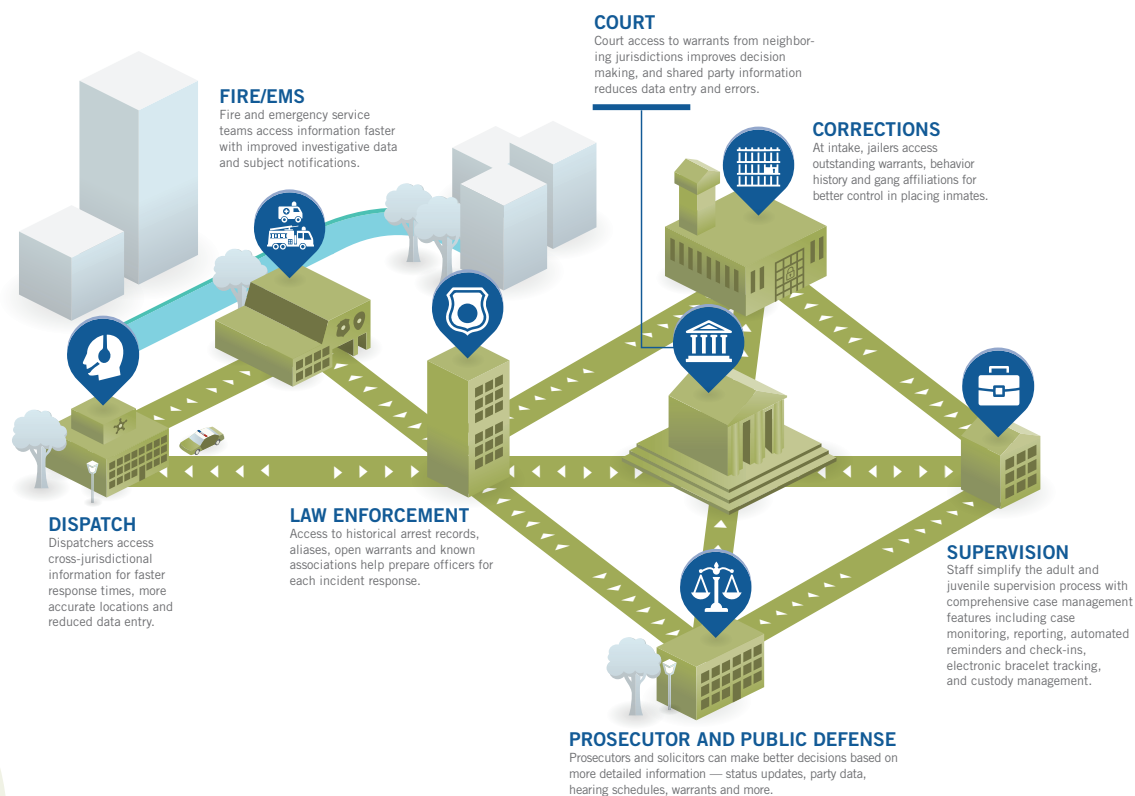 COURT
Court access to warrants from neighbor-
ing jurisdictions improves decision
making, and shared party information
reduces data entry and errors.
FIRE/EMS
Fire and emergency service
teams access information faster
with improved investigative data
and subject notifications.
CORRECTIONS
At intake, jailers access
outstanding warrants, behavior
history and gang affiliations for
better control in placing inmates.
DISPATCH
Dispatchers access
cross-jurisdictional
information for faster
response times, more
accurate locations and
reduced data entry.
LAW ENFORCEMENT
Access to historical arrest records,
aliases, open warrants and known
associations help prepare officers for
each incident response.
SUPERVISION
Staff simplify the adult and
juvenile supervision process with
comprehensive case management
features including case
monitoring, reporting, automated
reminders and check-ins,
electronic bracelet tracking,
and custody management.
PROSECUTOR AND PUBLIC DEFENSE
Prosecutors and solicitors can make better decisions based on
more detailed information — status updates, party data,
hearing schedules, warrants and more.